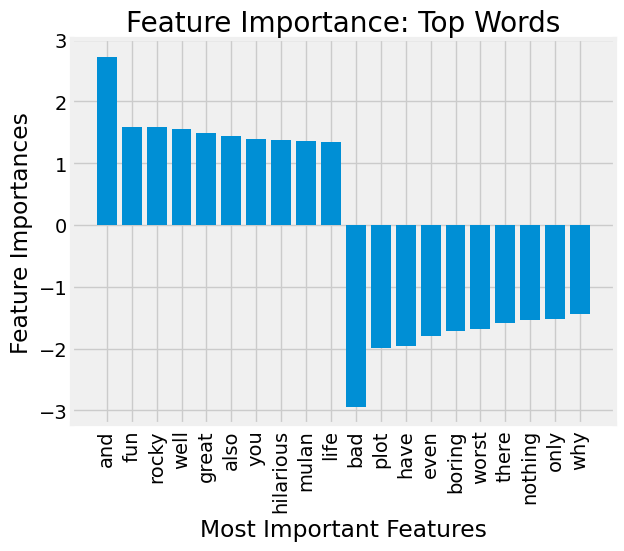 Feature Importance: Top Words
Feature Importances
3
2
1
0
−1
−2
−3
and
fun
rocky
well
great
also
you
hilarious
mulan
life
bad
plot
have
even
boring
worst
there
nothing
only
why
Most Important Features